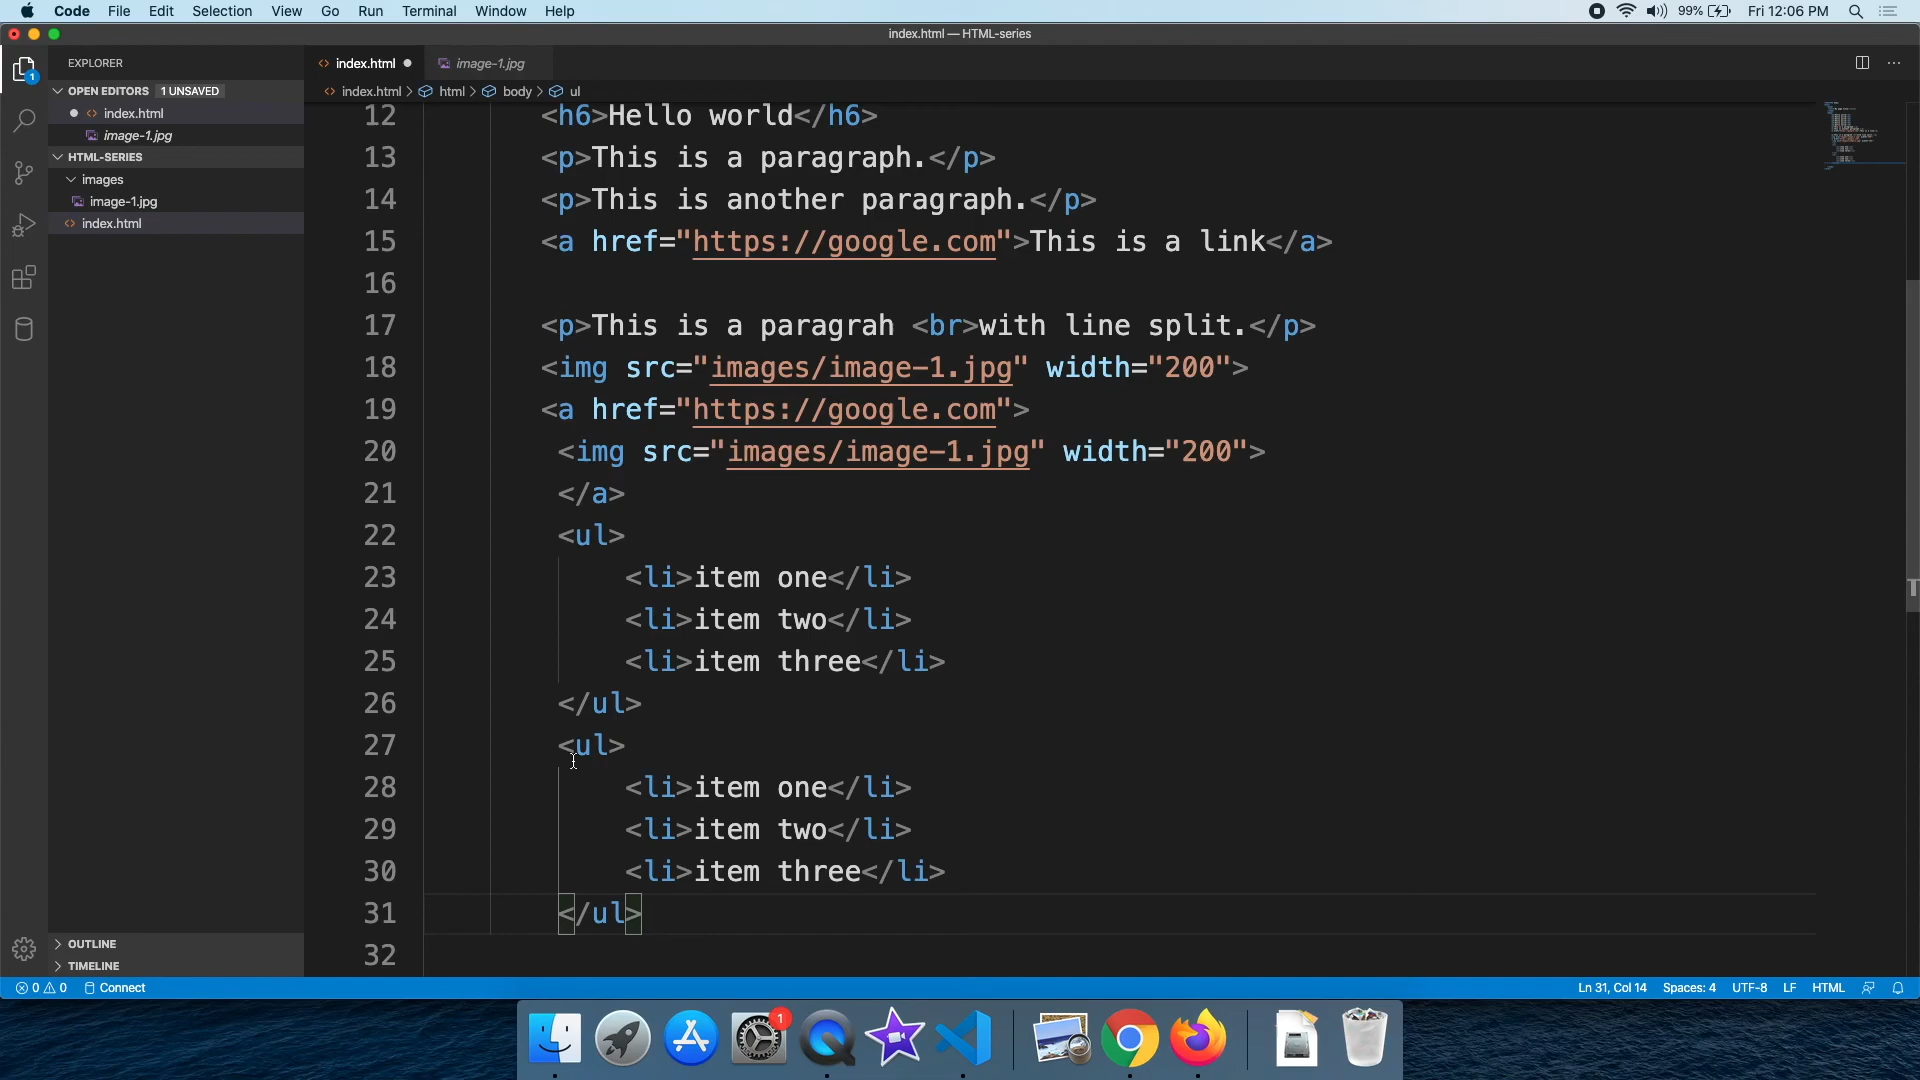 Code File Edit Selection View Go Run Terminal Window Help 99% Fri 12:06 PM
index.html — HTML-series
EXPLORER
OPEN EDITORS 1 UNSAVED
index.html
image-1.jpg
HTML-SERIES
images
image-1.jpg
index.html
OUTLINE
TIMELINE
1
index.html image-1.jpg
index.html > html > body > ul
12 <h6>Hello world</h6>
13 <p>This is a paragraph.</p>
14 <p>This is another paragraph.</p>
15 <a href="https://google.com">This is a link</a>
16
17 <p>This is a paragrah <br>with line split.</p>
18 <img src="images/image-1.jpg" width="200">
19 <a href="https://google.com">
20 <img src="images/image-1.jpg" width="200">
21 </a>
22 <ul>
23 <li>item one</li>
24 <li>item two</li>
25 <li>item three</li>
26 </ul>
27 <ul>
28 <li>item one</li>
29 <li>item two</li>
30 <li>item three</li>
31 </ul>
32
0 0 Connect Ln 31, Col 14 Spaces: 4 UTF-8 LF HTML
1